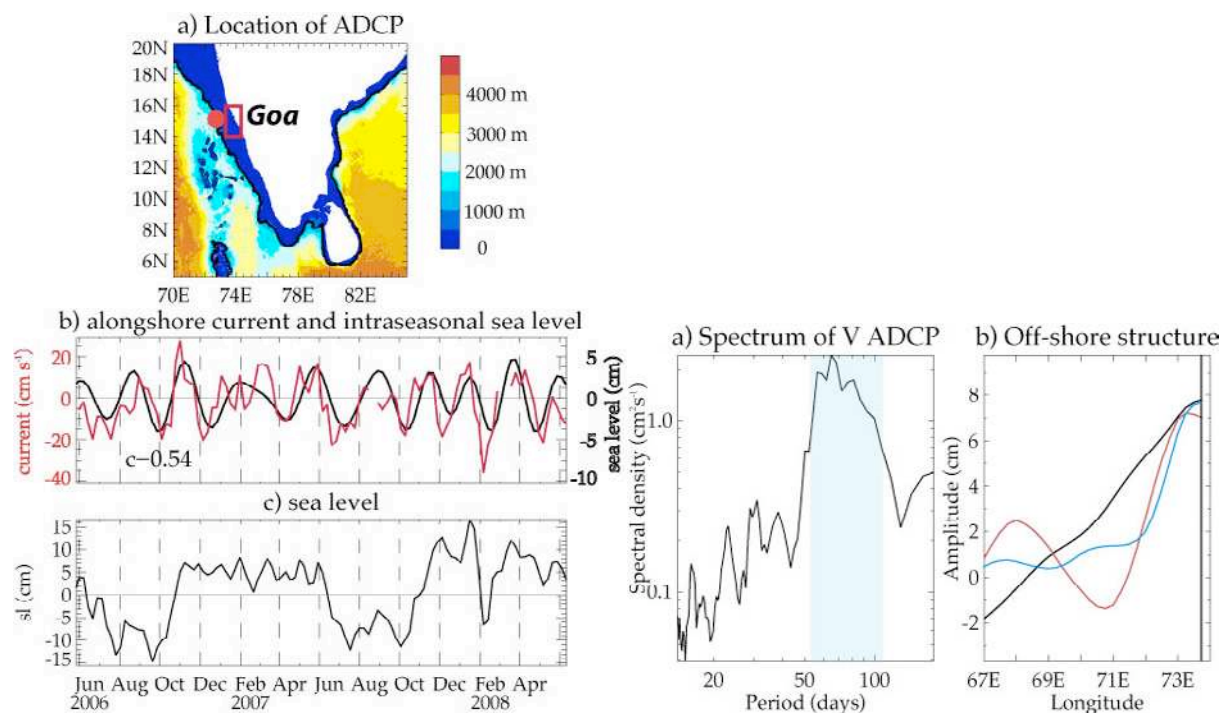 a) Location of ADCP
20N
18N
16N
14N
12N
10N
8N
6N
70E 74E 78E 82E
Goa
4000 m
3000 m
2000 m
1000 m
0
b) alongshore current and intraseasonal sea level
current (cm s⁻¹)
20
0
-20
-40
c=0.54
5
0
-5
-10
sea level (cm)
c) sea level
sl (cm)
15
10
5
0
-5
-10
-15
Jun Aug Oct Dec Feb Apr Jun Aug Oct Dec Feb Apr
2006 2007 2008
a) Spectrum of V ADCP
Spectral density (cm²s⁻¹)
1.0
0.1
20 50 100
Period (days)
b) Off-shore structure
Amplitude (cm)
8
6
4
2
0
-2
67E 69E 71E 73E
Longitude